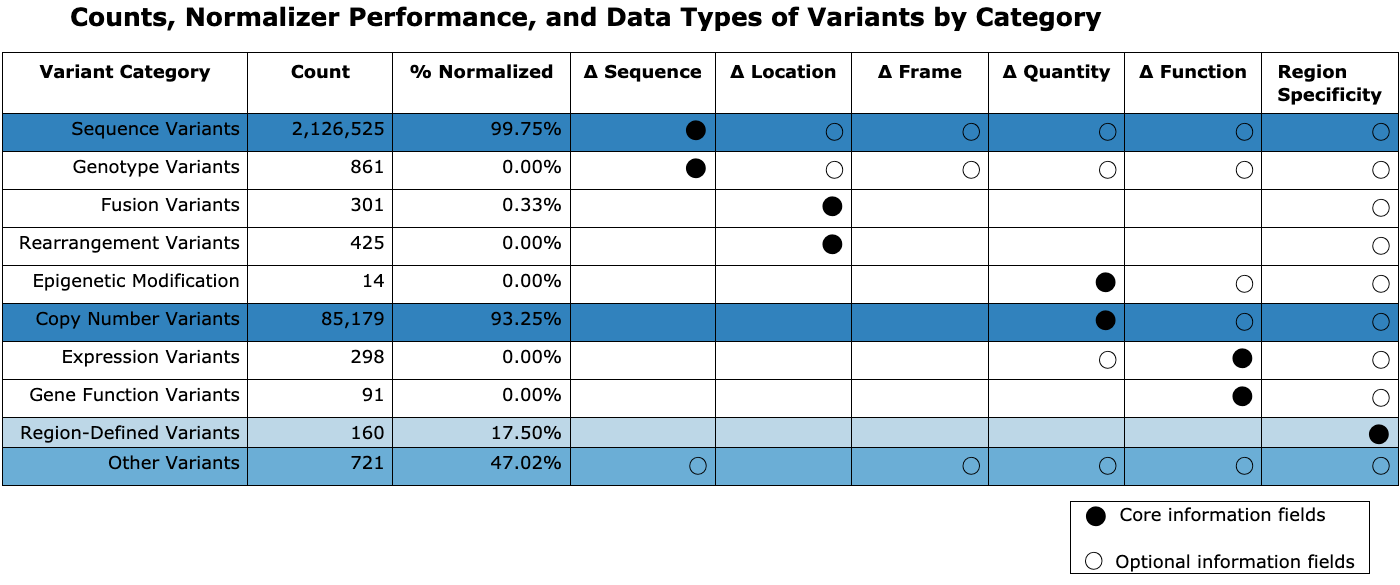 Counts, Normalizer Performance, and Data Types of Variants by Category
Variant Category Count % Normalized Δ Sequence Δ Location Δ Frame Δ Quantity Δ Function Region Specificity
Sequence Variants 2,126,525 99.75% ● ○ ○ ○ ○ ○
Genotype Variants 861 0.00% ● ○ ○ ○ ○ ○
Fusion Variants 301 0.33% ● ○
Rearrangement Variants 425 0.00% ● ○
Epigenetic Modification 14 0.00% ● ○ ○
Copy Number Variants 85,179 93.25% ● ○ ○
Expression Variants 298 0.00% ○ ● ○
Gene Function Variants 91 0.00% ● ○
Region-Defined Variants 160 17.50% ●
Other Variants 721 47.02% ○ ○ ○ ○ ○
● Core information fields
○ Optional information fields